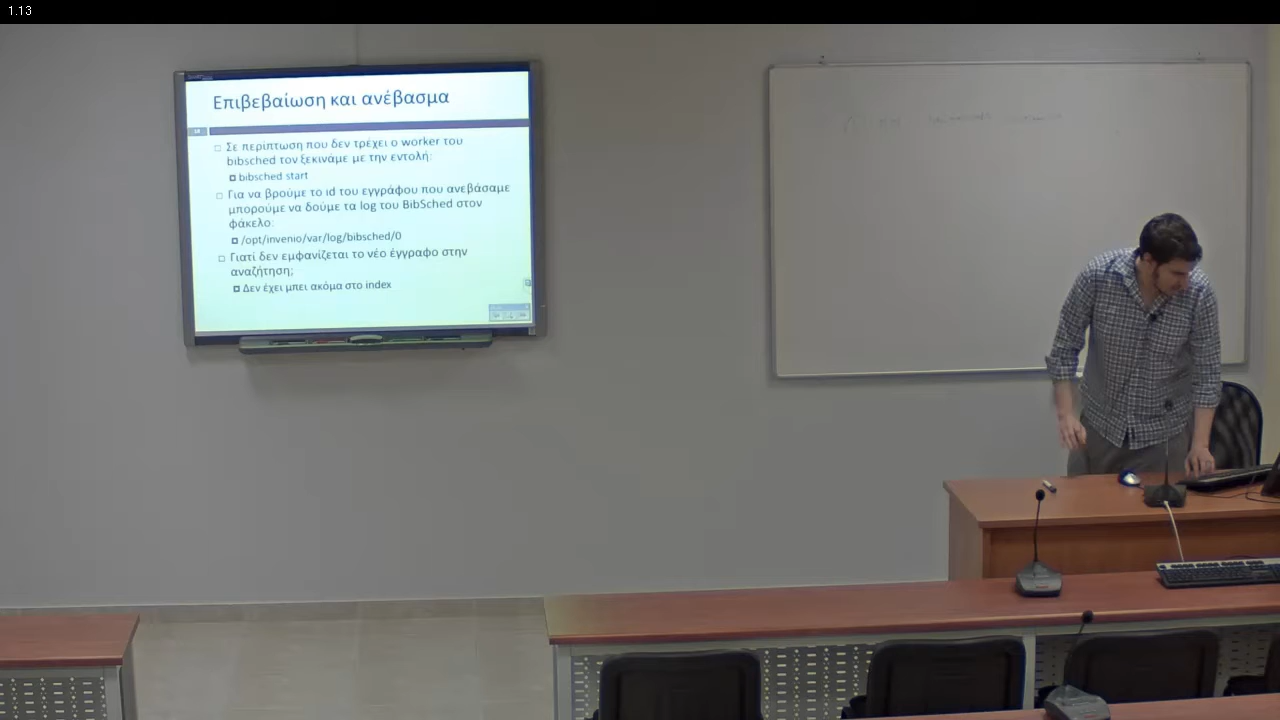 1.13
Επιβεβαίωση και ανέβασμα
Σε περίπτωση που δεν τρέχει ο worker του
bibsched τον ξεκινάμε με την εντολή:
bibsched start
Για να βρούμε το id του εγγράφου που ανεβάσαμε
μπορούμε να δούμε τα log του BibSched στον
φάκελο:
/opt/invenio/var/log/bibsched/0
Γιατί δεν εμφανίζεται το νέο έγγραφο στην
αναζήτηση;
Δεν έχει μπει ακόμα στο index